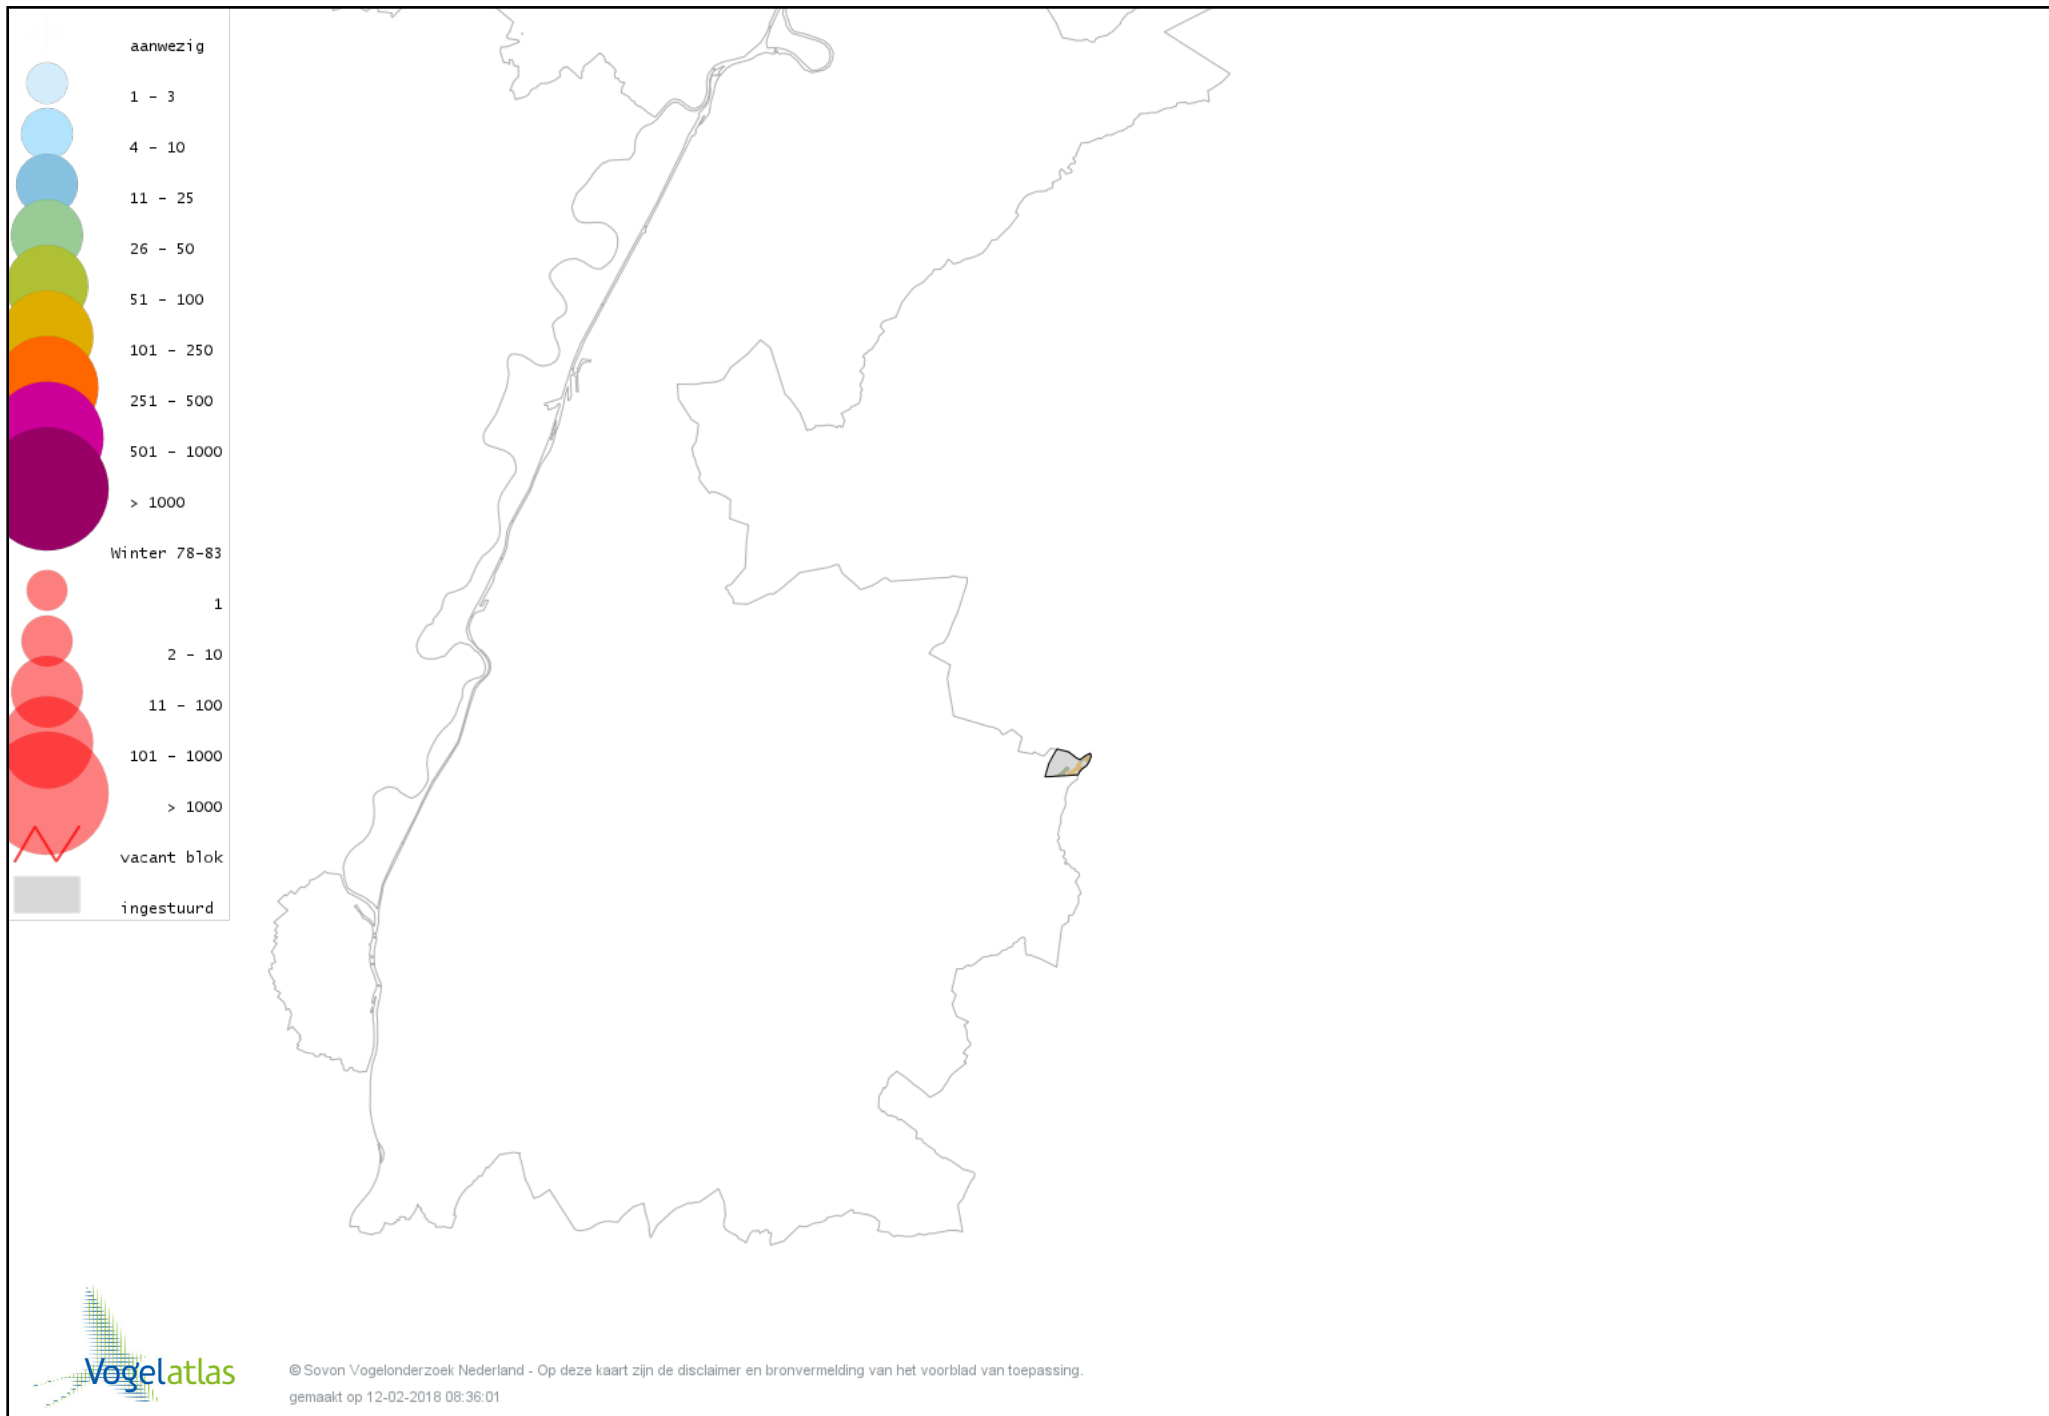 aanwezig
1 - 3
4 - 10
11 - 25
26 - 50
51 - 100
101 - 250
251 - 500
501 - 1000
> 1000
Winter 78-83
1
2 - 10
11 - 100
101 - 1000
> 1000
vacant blok
ingestuurd
Vogelatlas
© Sovon Vogelonderzoek Nederland - Op deze kaart zijn de disclaimer en bronvermelding van het voorblad van toepassing.
gemaakt op 12-02-2018 08:36:01